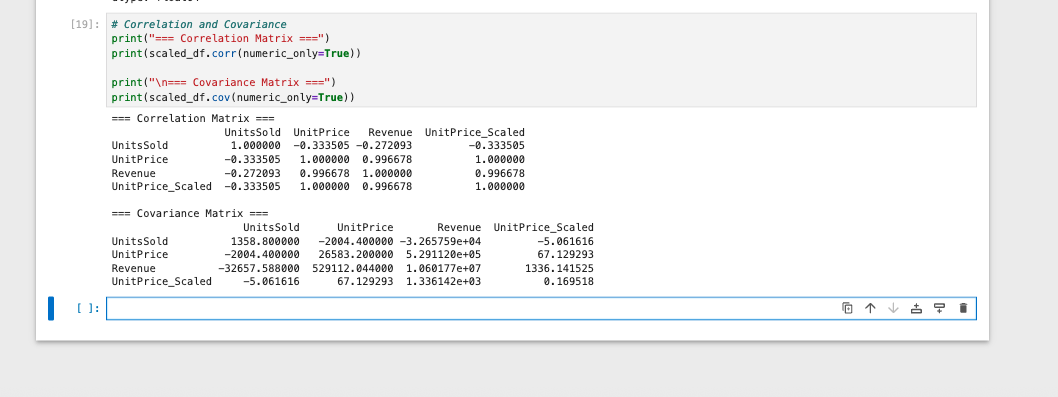 [19]: # Correlation and Covariance
print("=== Correlation Matrix ===")
print(scaled_df.corr(numeric_only=True))
print("\n=== Covariance Matrix ===")
print(scaled_df.cov(numeric_only=True))
=== Correlation Matrix ===
UnitsSold UnitPrice Revenue UnitPrice_Scaled
UnitsSold 1.000000 -0.333505 -0.272093 -0.333505
UnitPrice -0.333505 1.000000 0.996678 1.000000
Revenue -0.272093 0.996678 1.000000 0.996678
UnitPrice_Scaled -0.333505 1.000000 0.996678 1.000000
=== Covariance Matrix ===
UnitsSold UnitPrice Revenue UnitPrice_Scaled
UnitsSold 1358.800000 -2004.400000 -3.265759e+04 -5.061616
UnitPrice -2004.400000 26583.200000 5.291120e+05 67.129293
Revenue -32657.588000 529112.044000 1.060177e+07 1336.141525
UnitPrice_Scaled -5.061616 67.129293 1.336142e+03 0.169518
[ ]: